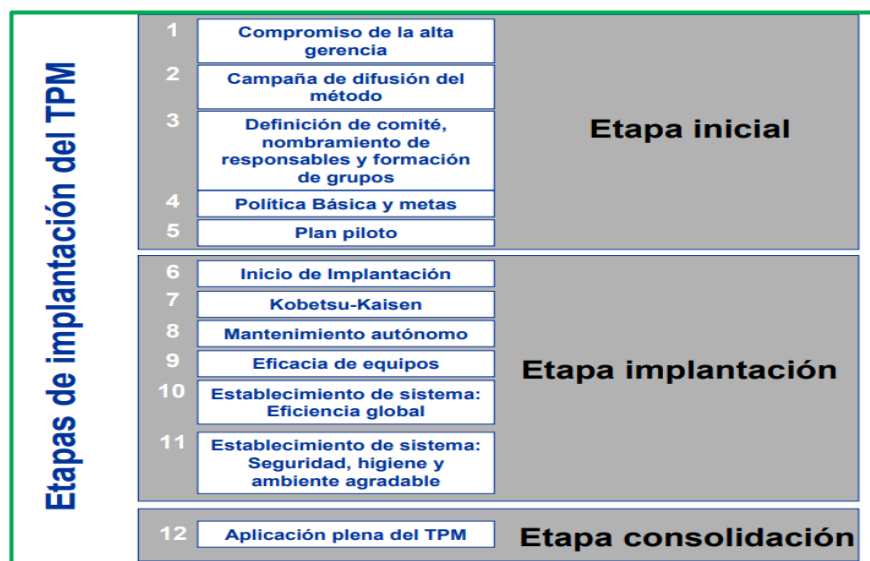 Etapas de implantación del TPM
1
Compromiso de la alta
gerencia
2
Campaña de difusión del
método
3
Definición de comité,
nombramiento de
responsables y formación
de grupos
4
Política Básica y metas
5
Plan piloto
Etapa inicial
6
Inicio de Implantación
7
Kobetsu-Kaisen
8
Mantenimiento autónomo
9
Eficacia de equipos
10
Establecimiento de sistema:
Eficiencia global
11
Establecimiento de sistema:
Seguridad, higiene y
ambiente agradable
Etapa implantación
12
Aplicación plena del TPM
Etapa consolidación